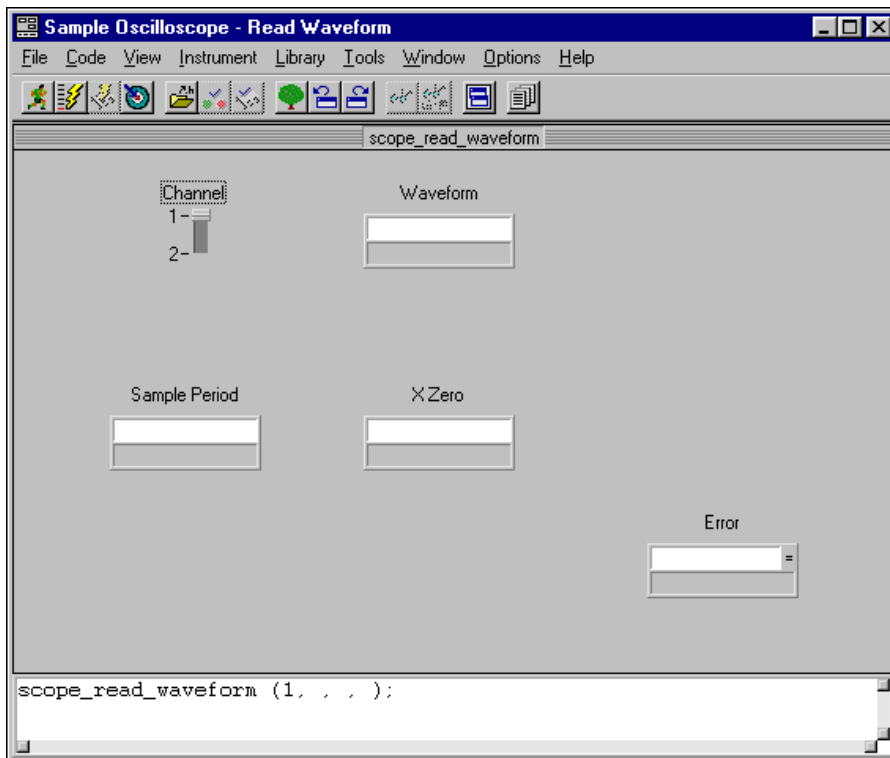 Sample Oscilloscope - Read Waveform
File Code View Instrument Library Tools Window Options Help
scope_read_waveform
Channel
1
2
Waveform
Sample Period
X Zero
Error
=
scope_read_waveform (1, , , );